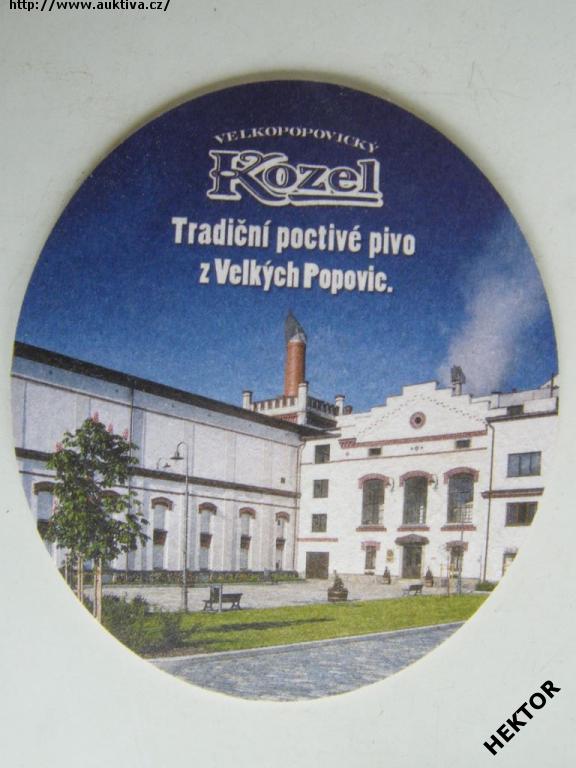 http://www.auktiva.cz/
VELKOPOPOVICKÝ
Kozel
Tradiční poctivé pivo
z Velkých Popovic.
HEKTOR